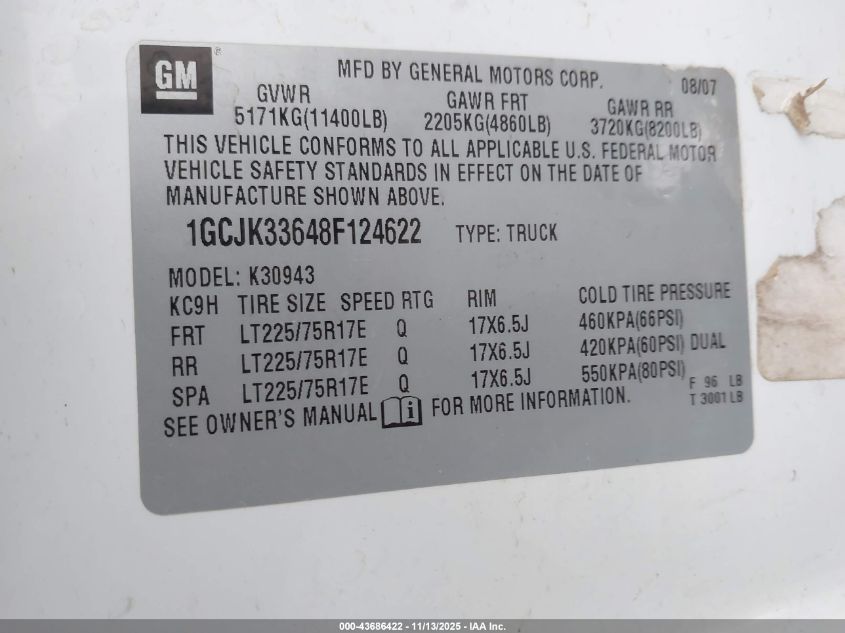 GM®
MFD BY GENERAL MOTORS CORP. 08/07
GVWR GAWR FRT GAWR RR
5171KG(11400LB) 2205KG(4860LB) 3720KG(8200LB)
THIS VEHICLE CONFORMS TO ALL APPLICABLE U.S. FEDERAL MOTOR
VEHICLE SAFETY STANDARDS IN EFFECT ON THE DATE OF
MANUFACTURE SHOWN ABOVE.
1GCJK33648F124622 TYPE: TRUCK
MODEL: K30943
KC9H TIRE SIZE SPEED RTG RIM COLD TIRE PRESSURE
FRT LT225/75R17E Q 17X6.5J 460KPA(66PSI)
RR LT225/75R17E Q 17X6.5J 420KPA(60PSI) DUAL
SPA LT225/75R17E Q 17X6.5J 550KPA(80PSI)
F 96 LB
T 3001 LB
SEE OWNER'S MANUAL i FOR MORE INFORMATION.
000-43686422 - 11/13/2025 - IAA Inc.